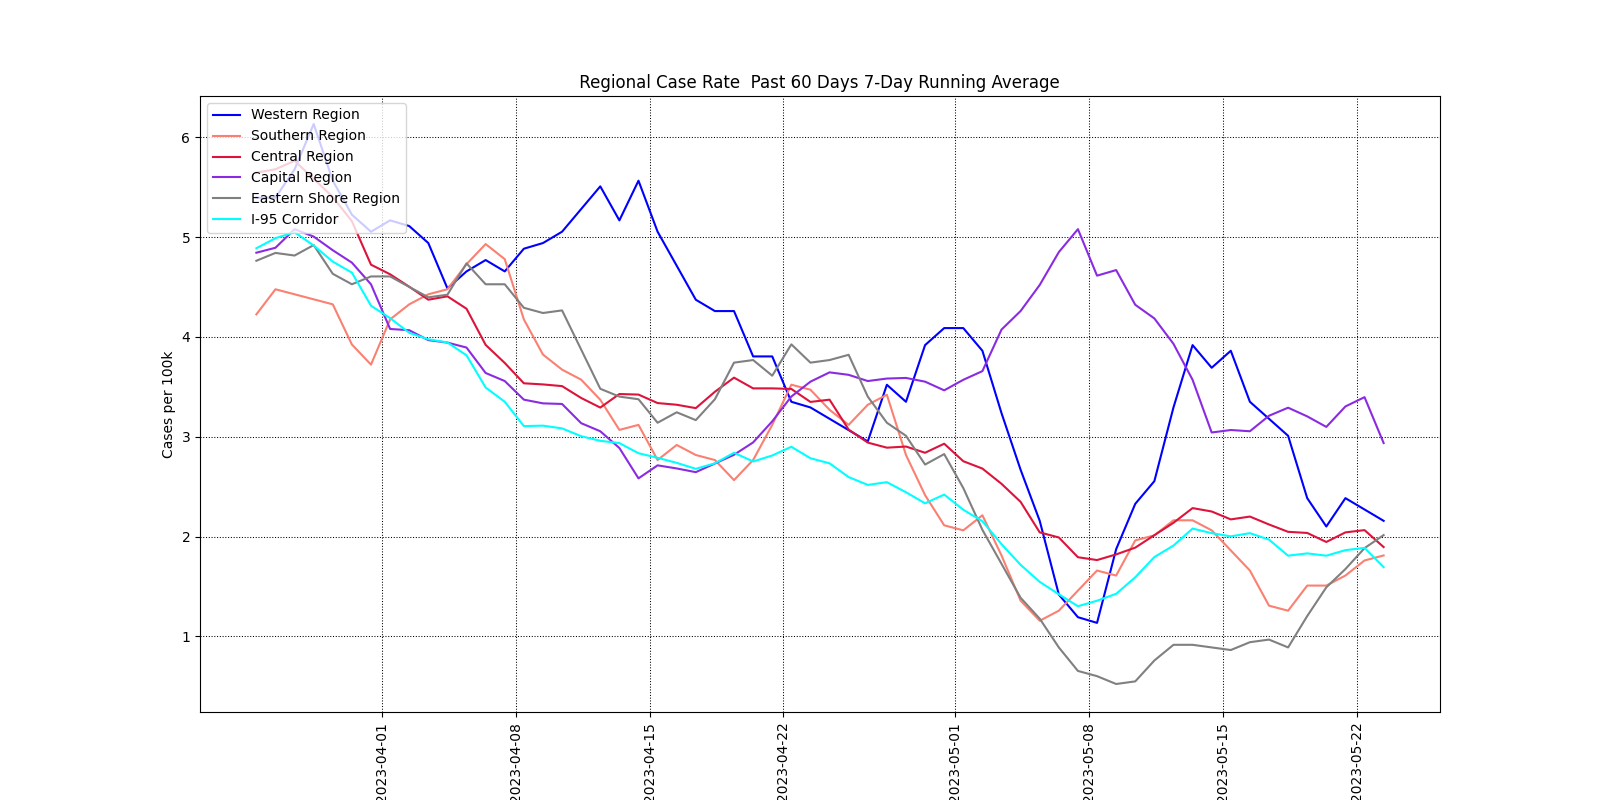 Regional Case Rate  Past 60 Days 7-Day Running Average
Western Region
Southern Region
Central Region
Capital Region
Eastern Shore Region
I-95 Corridor
Cases per 100k
6
5
4
3
2
1
2023-04-01
2023-04-08
2023-04-15
2023-04-22
2023-05-01
2023-05-08
2023-05-15
2023-05-22